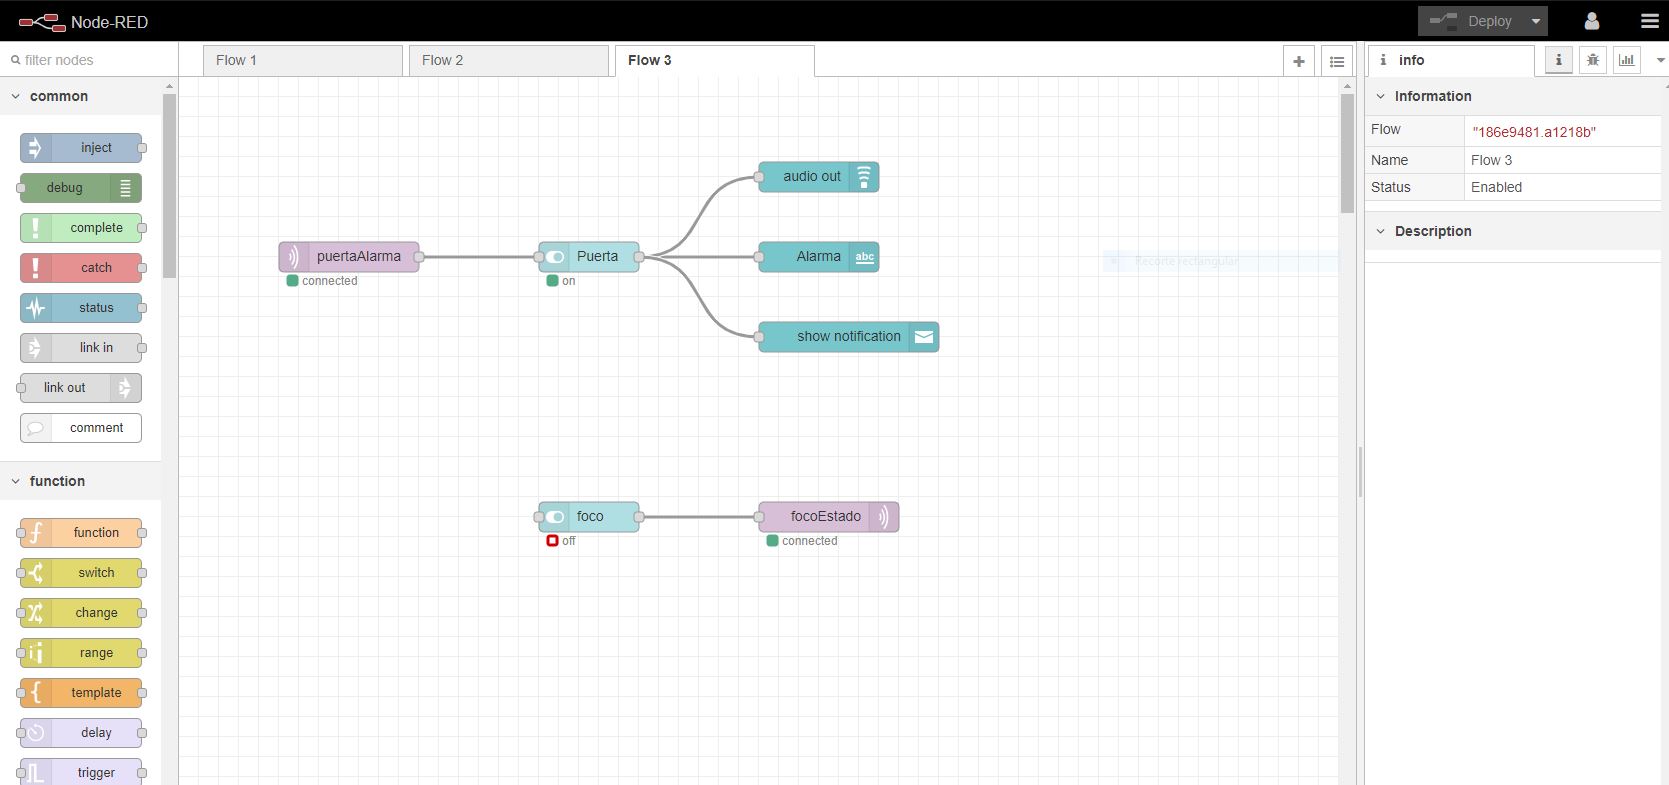 Node-RED
Deploy
filter nodes
Flow 1
Flow 2
Flow 3
info
common
inject
debug
complete
catch
status
link in
link out
comment
function
function
switch
change
range
template
delay
trigger
puertaAlarma
connected
Puerta
on
audio out
Alarma
abc
show notification
foco
off
focoEstado
connected
Recorte rectangular
Information
Flow "186e9481.a1218b"
Name Flow 3
Status Enabled
Description